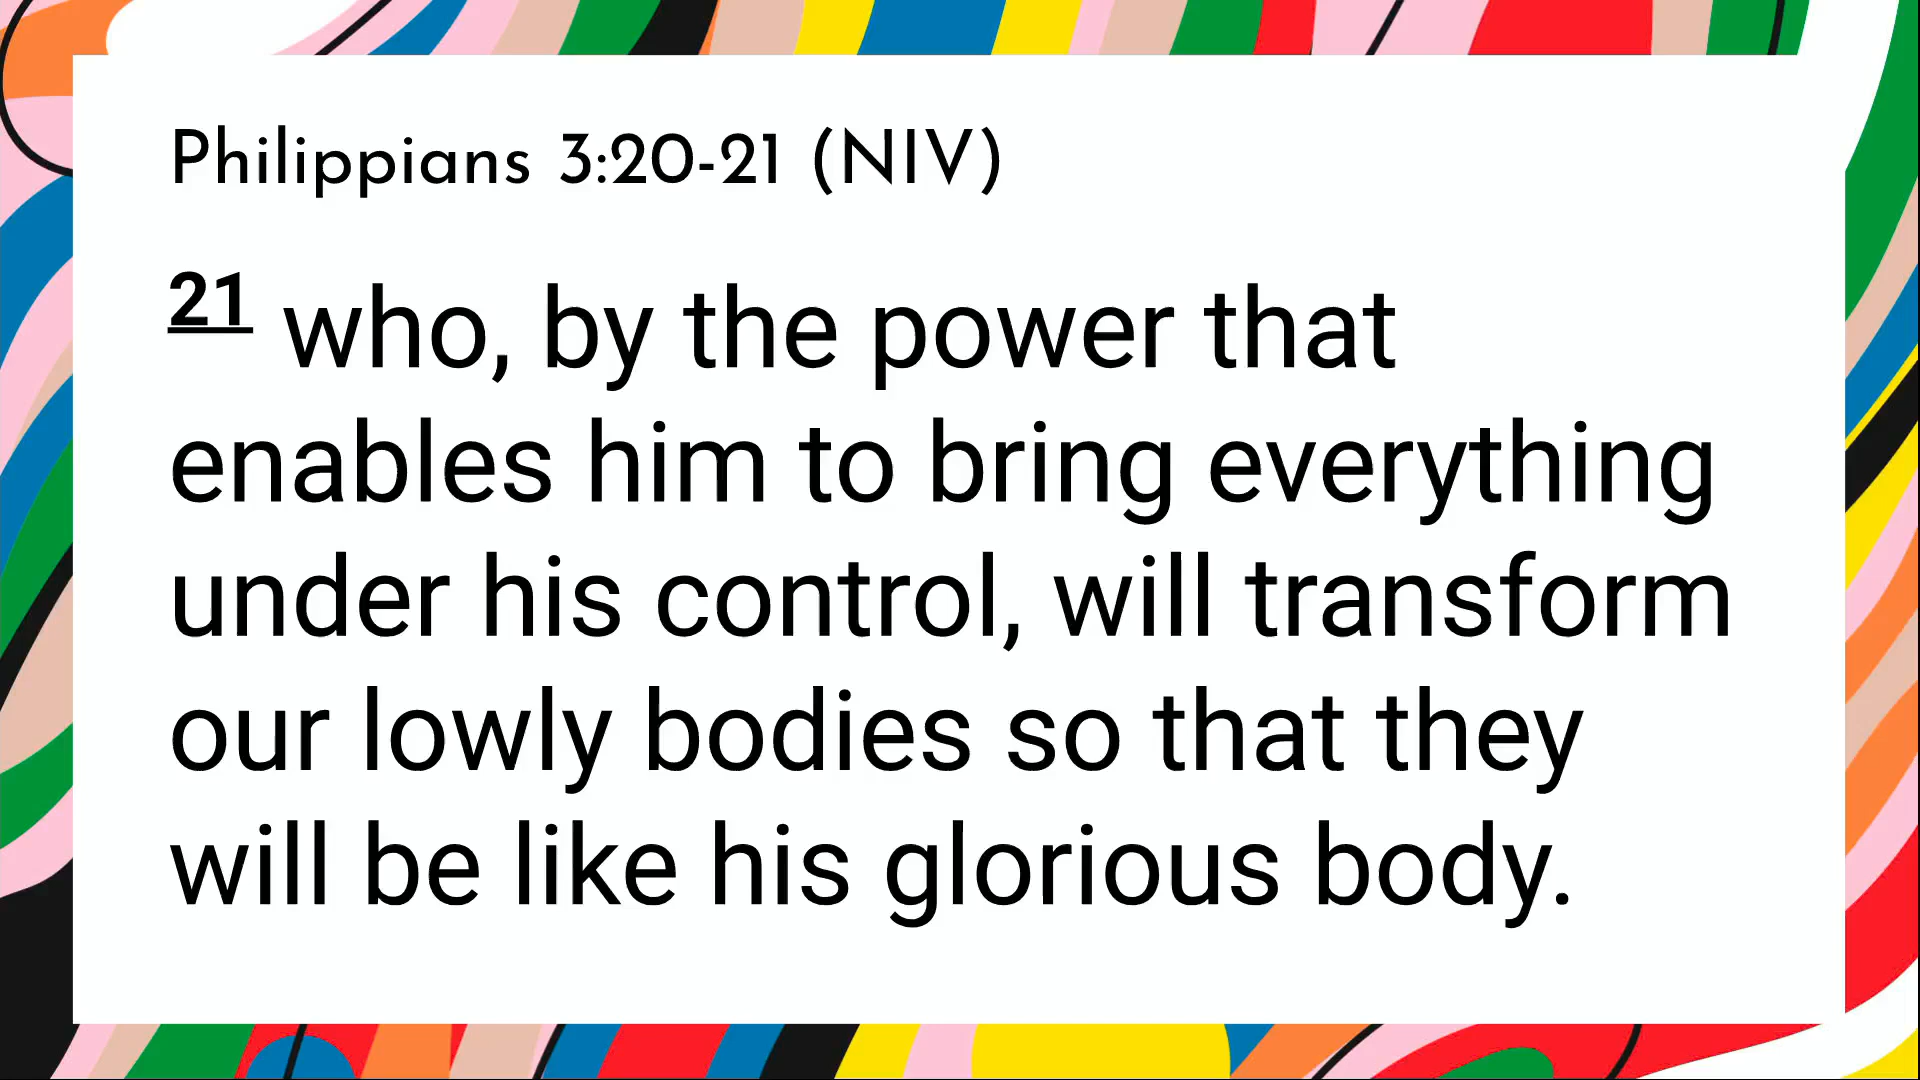 Philippians 3:20-21 (NIV)
21 who, by the power that
enables him to bring everything
under his control, will transform
our lowly bodies so that they
will be like his glorious body.